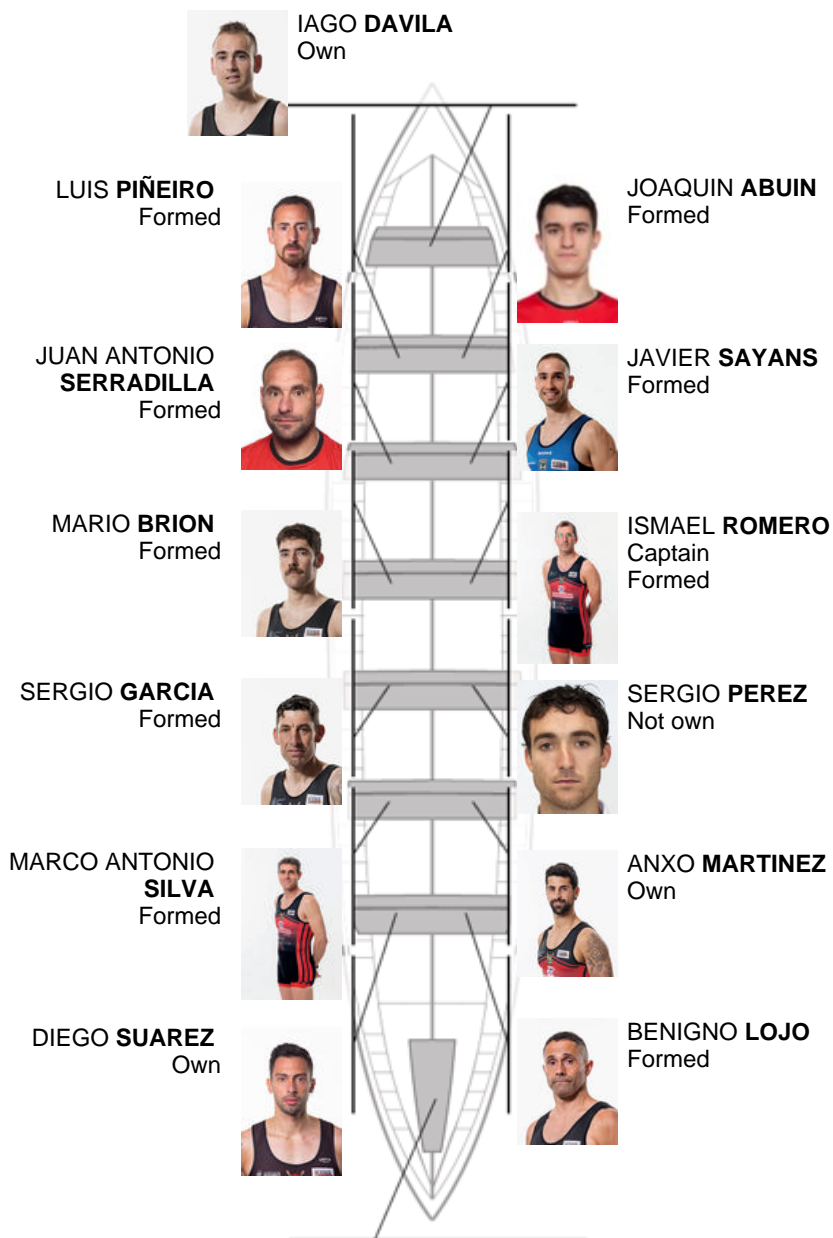 IAGO DAVILA
Own
LUIS PIÑEIRO
Formed
JOAQUIN ABUIN
Formed
JUAN ANTONIO
SERRADILLA
Formed
JAVIER SAYANS
Formed
MARIO BRION
Formed
ISMAEL ROMERO
Captain
Formed
SERGIO GARCIA
Formed
SERGIO PEREZ
Not own
MARCO ANTONIO
SILVA
Formed
ANXO MARTINEZ
Own
DIEGO SUAREZ
Own
BENIGNO LOJO
Formed